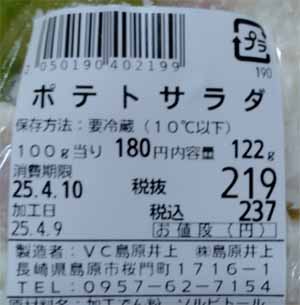 プラ
2050190402199
190
ポテトサラダ
保存方法：要冷蔵（10℃以下）
100g当り 180円内容量 122g
消費期限
25.4.10 税抜 219
加工日 税込 237
25.4.9 お値段（円）
製造者：ＶＣ島原井上 ㈱島原井上
長崎県島原市桜門町１７１６－１
ＴＥＬ：０９５７－６２－７１５４